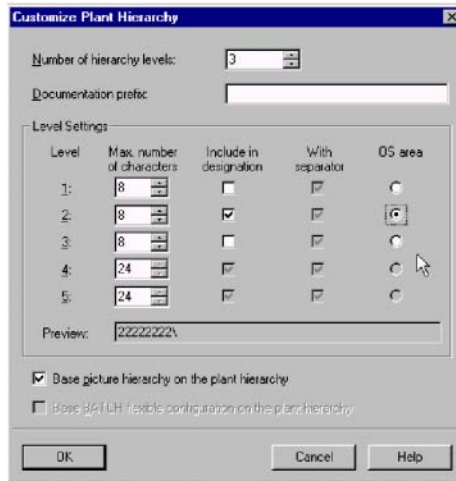 Customize Plant Hierarchy
Number of hierarchy levels: 3
Documentation prefix:
Level Settings
Level Max. number of characters Include in designation With separator OS area
1: 8
2: 8
3: 8
4: 24
5: 24
Preview: 22222222\
Base picture hierarchy on the plant hierarchy
Base BATCH flexible configuration on the plant hierarchy
OK Cancel Help